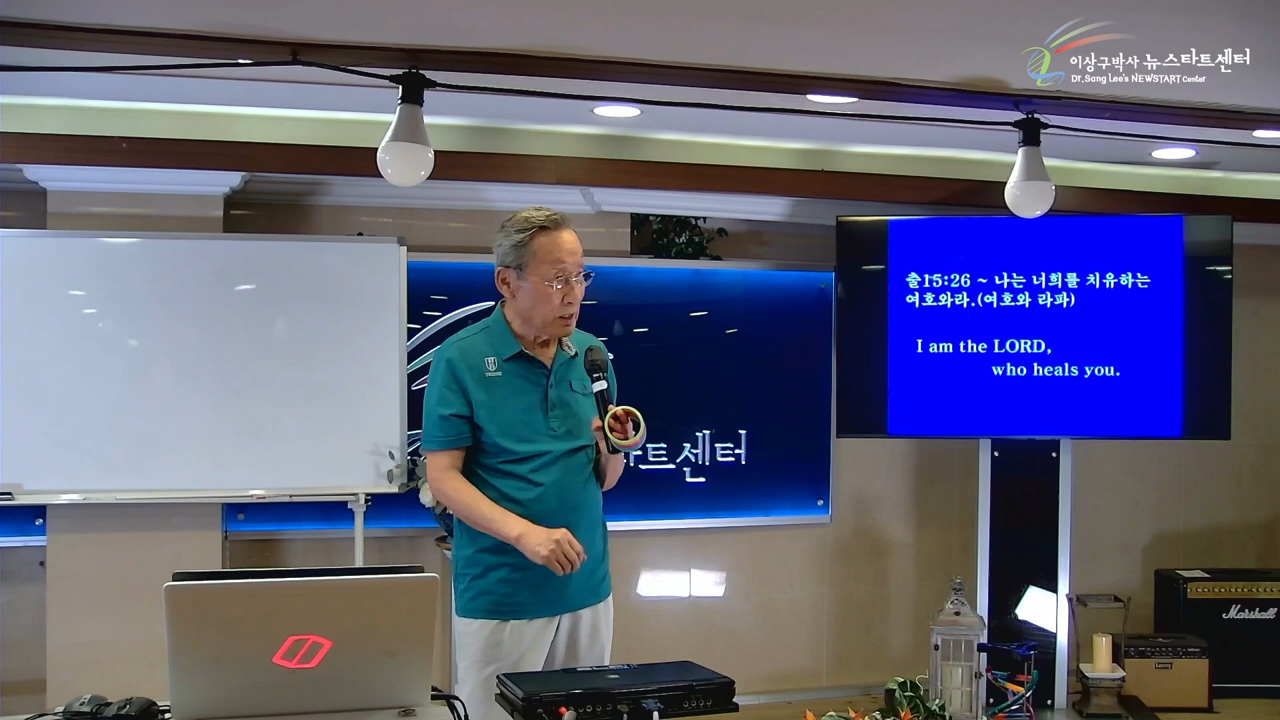 이상구박사 뉴스타트센터
Dr. Sang Lee's NEWSTART Center
출15:26 ~ 나는 너희를 치유하는
여호와라.(여호와 라파)
I am the LORD,
who heals you.
타트센터
Marshall
Laney